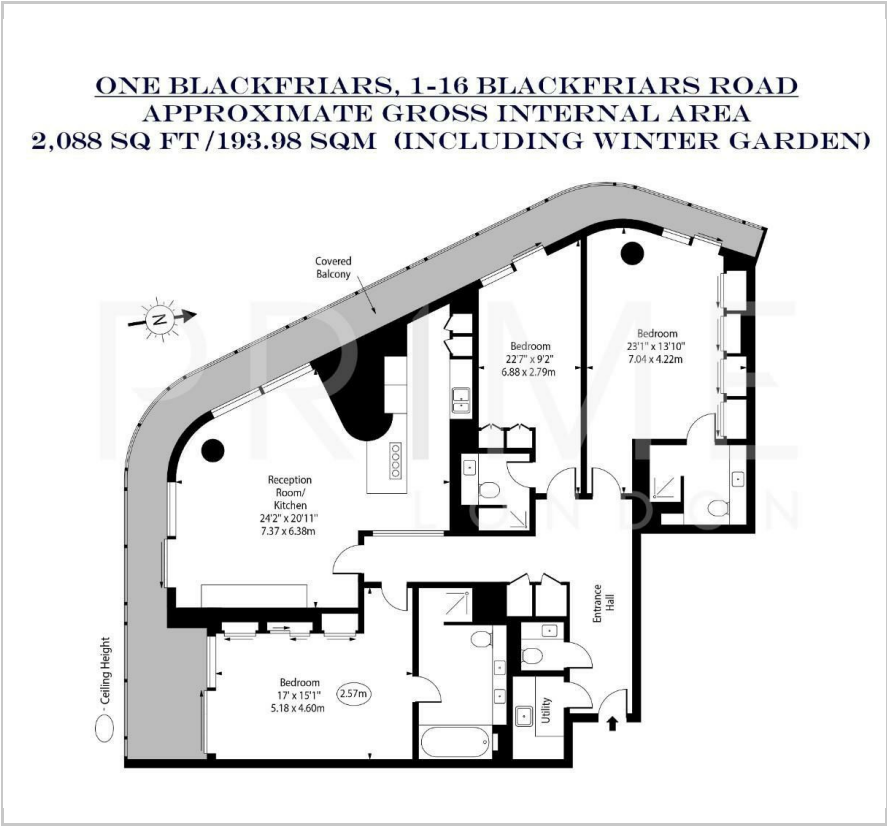 ONE BLACKFRIARS, 1-16 BLACKFRIARS ROAD
APPROXIMATE GROSS INTERNAL AREA
2,088 SQ FT /193.98 SQM (INCLUDING WINTER GARDEN)
Covered
Balcony
N
Bedroom
22'7" x 9'2"
6.88 x 2.79m
Bedroom
23'1" x 13'10"
7.04 x 4.22m
PRIME
LONDON
Reception
Room/
Kitchen
24'2" x 20'11"
7.37 x 6.38m
Entrance
Hall
- Ceiling Height
Bedroom
17' x 15'1"
5.18 x 4.60m
2.57m
Utility